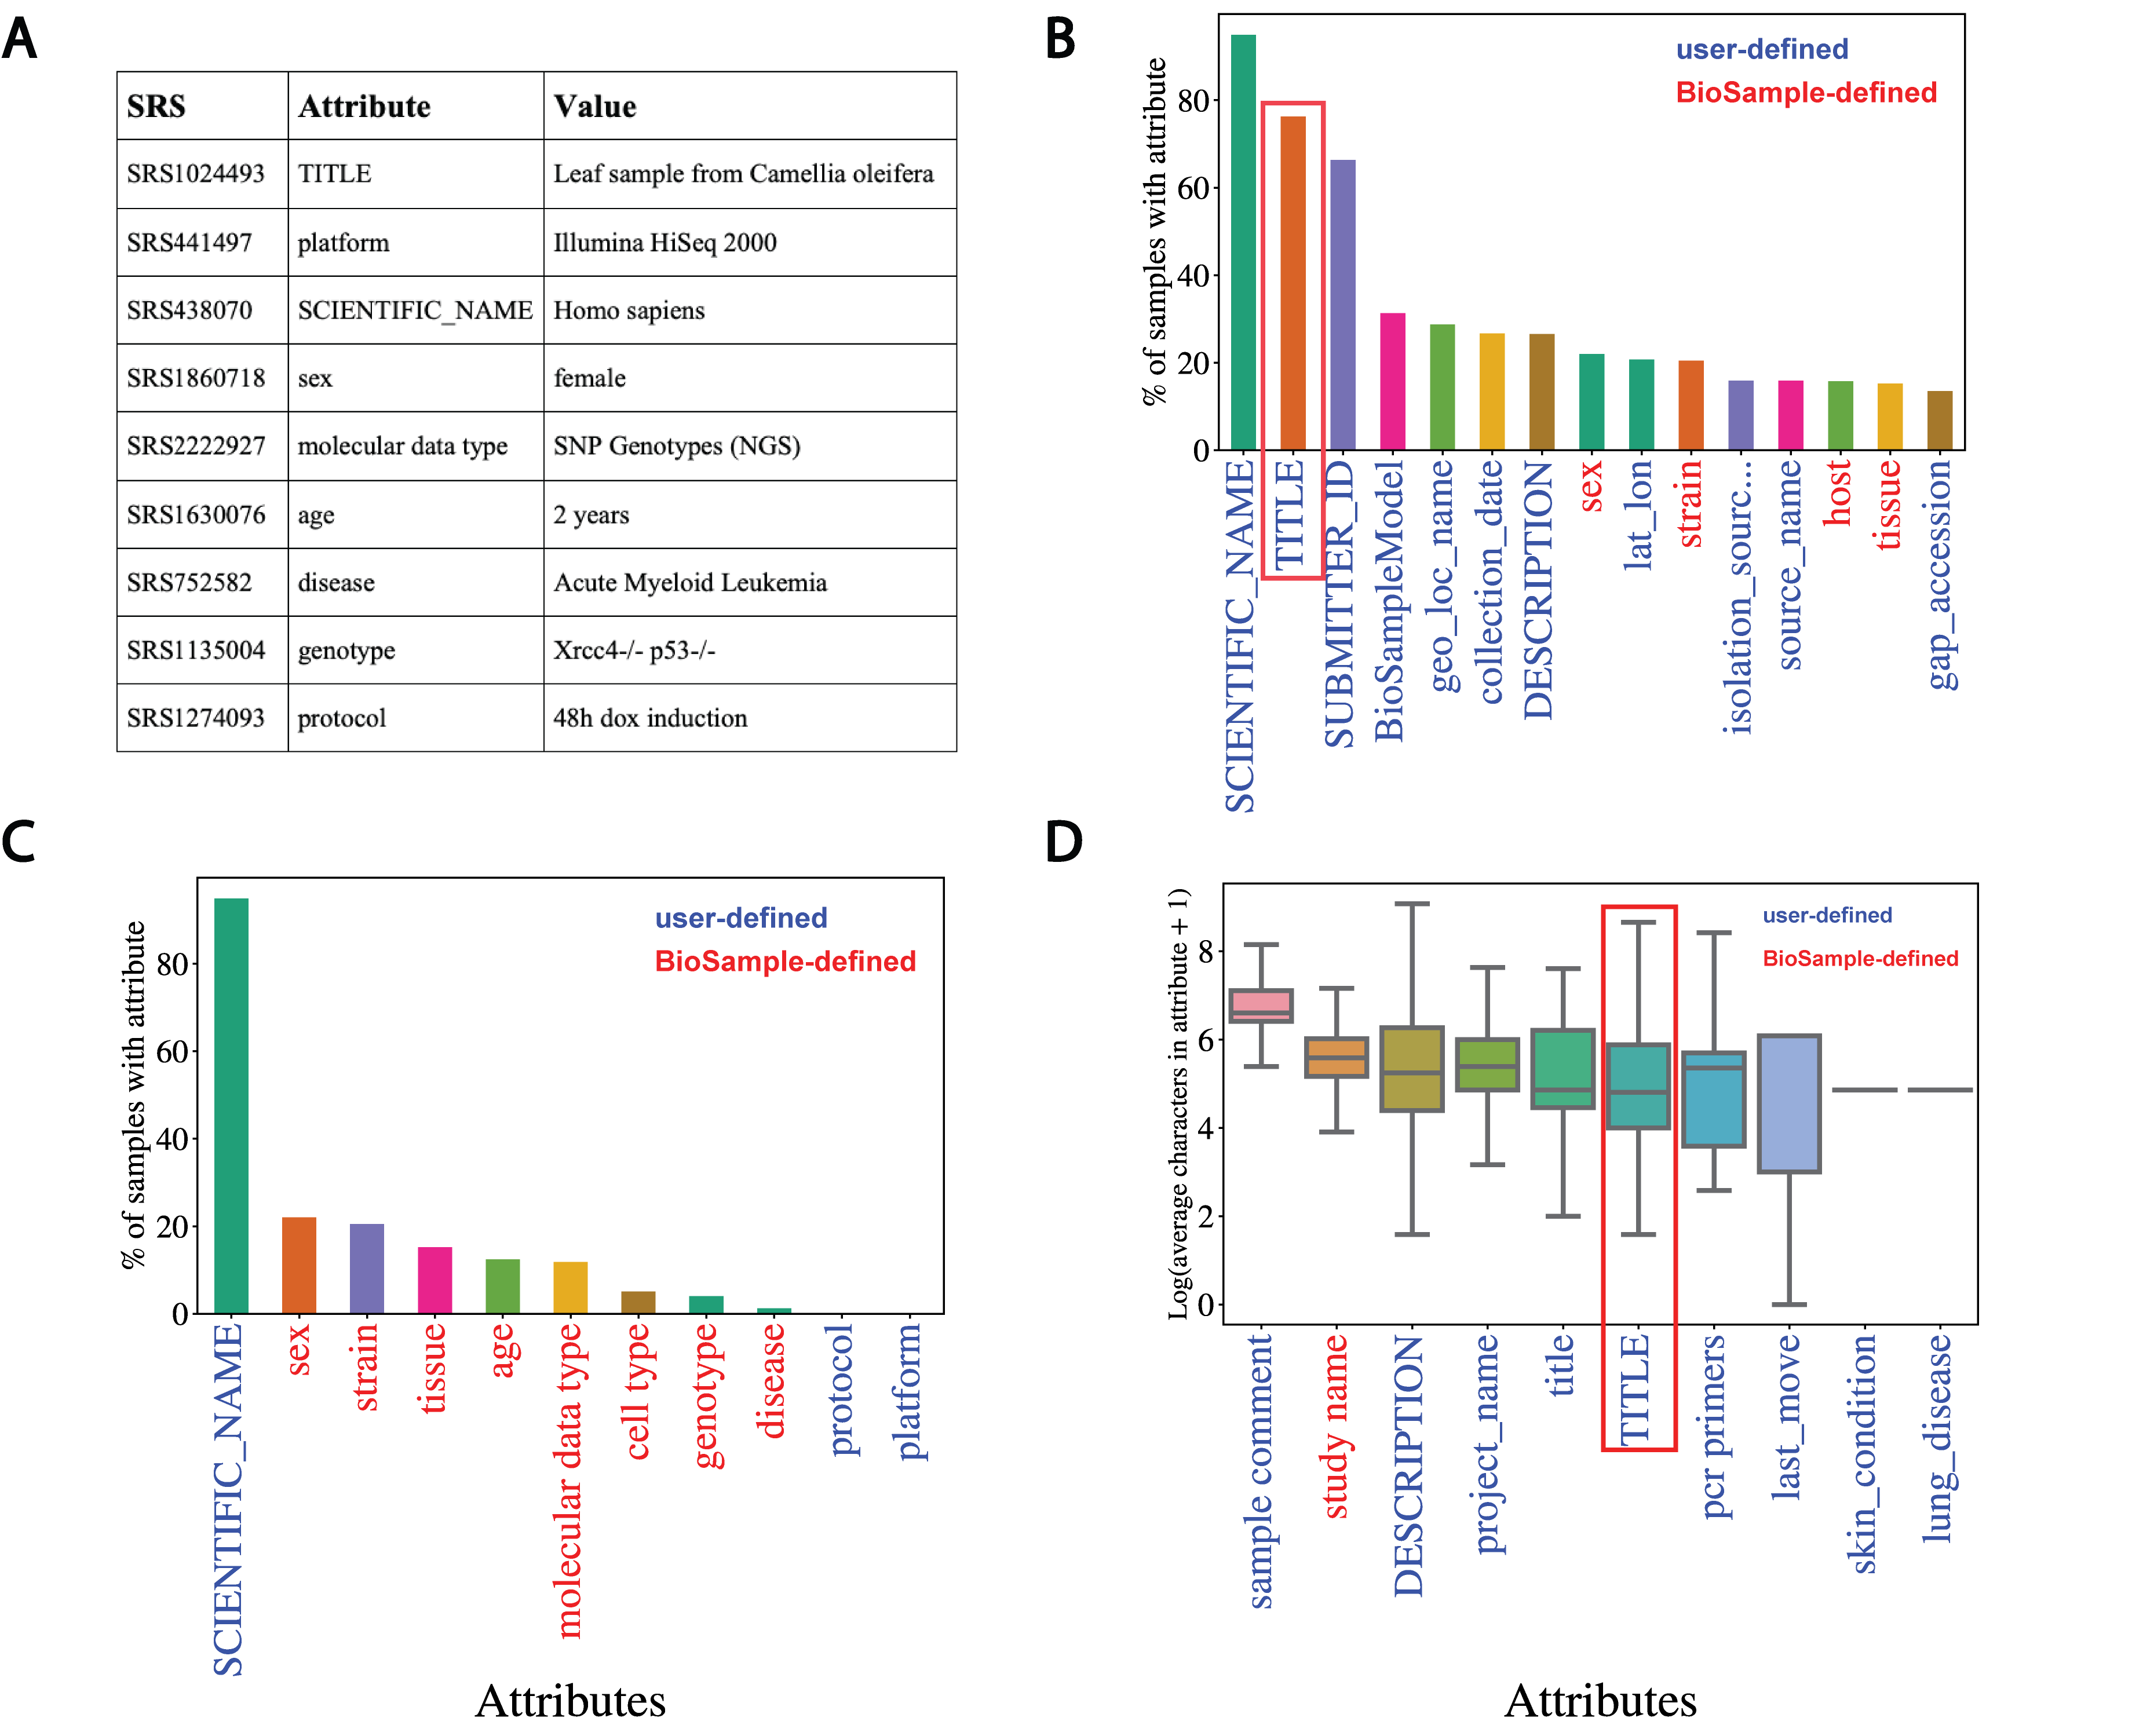 A
SRS Attribute Value
SRS1024493 TITLE Leaf sample from Camellia oleifera
SRS441497 platform Illumina HiSeq 2000
SRS438070 SCIENTIFIC_NAME Homo sapiens
SRS1860718 sex female
SRS2222927 molecular data type SNP Genotypes (NGS)
SRS1630076 age 2 years
SRS752582 disease Acute Myeloid Leukemia
SRS1135004 genotype Xrcc4-/- p53-/-
SRS1274093 protocol 48h dox induction
B
% of samples with attribute
80
60
40
20
0
user-defined
BioSample-defined
SCIENTIFIC_NAME
TITLE
SUBMITTER_ID
BioSampleModel
geo_loc_name
collection_date
DESCRIPTION
sex
lat_lon
strain
isolation_sourc...
source_name
host
tissue
gap_accession
C
% of samples with attribute
80
60
40
20
0
user-defined
BioSample-defined
SCIENTIFIC_NAME
sex
strain
tissue
age
molecular data type
cell type
genotype
disease
protocol
platform
Attributes
D
Log(average characters in attribute + 1)
8
6
4
2
0
user-defined
BioSample-defined
sample comment
study name
DESCRIPTION
project_name
title
TITLE
pcr primers
last_move
skin_condition
lung_disease
Attributes